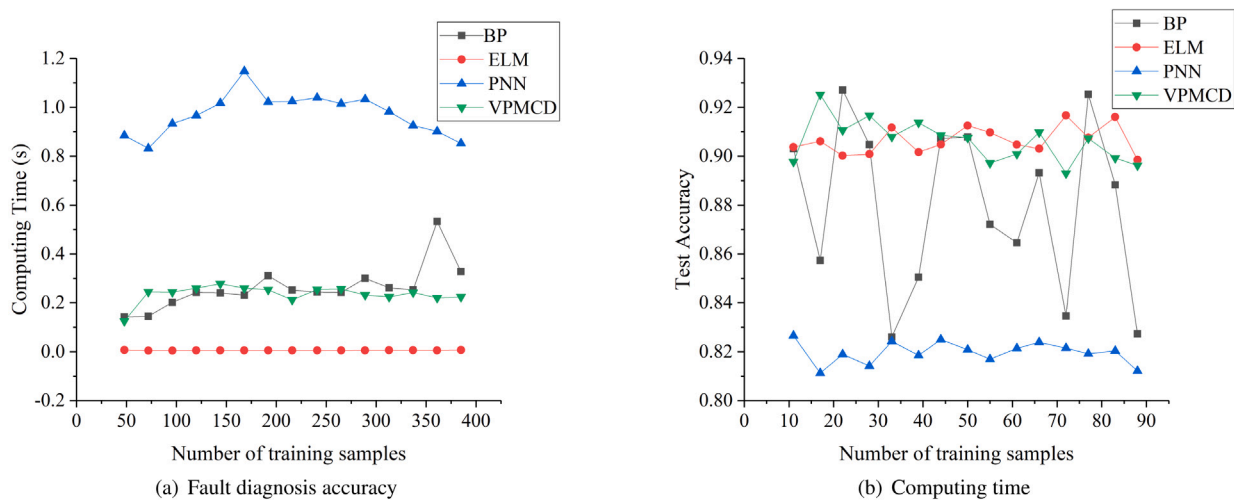 BP
ELM
PNN
VPMCD
1.2
1.0
0.8
0.6
0.4
0.2
0.0
-0.2
Computing Time (s)
0 50 100 150 200 250 300 350 400
Number of training samples
(a) Fault diagnosis accuracy
BP
ELM
PNN
VPMCD
0.94
0.92
0.90
0.88
0.86
0.84
0.82
0.80
Test Accuracy
0 10 20 30 40 50 60 70 80 90
Number of training samples
(b) Computing time